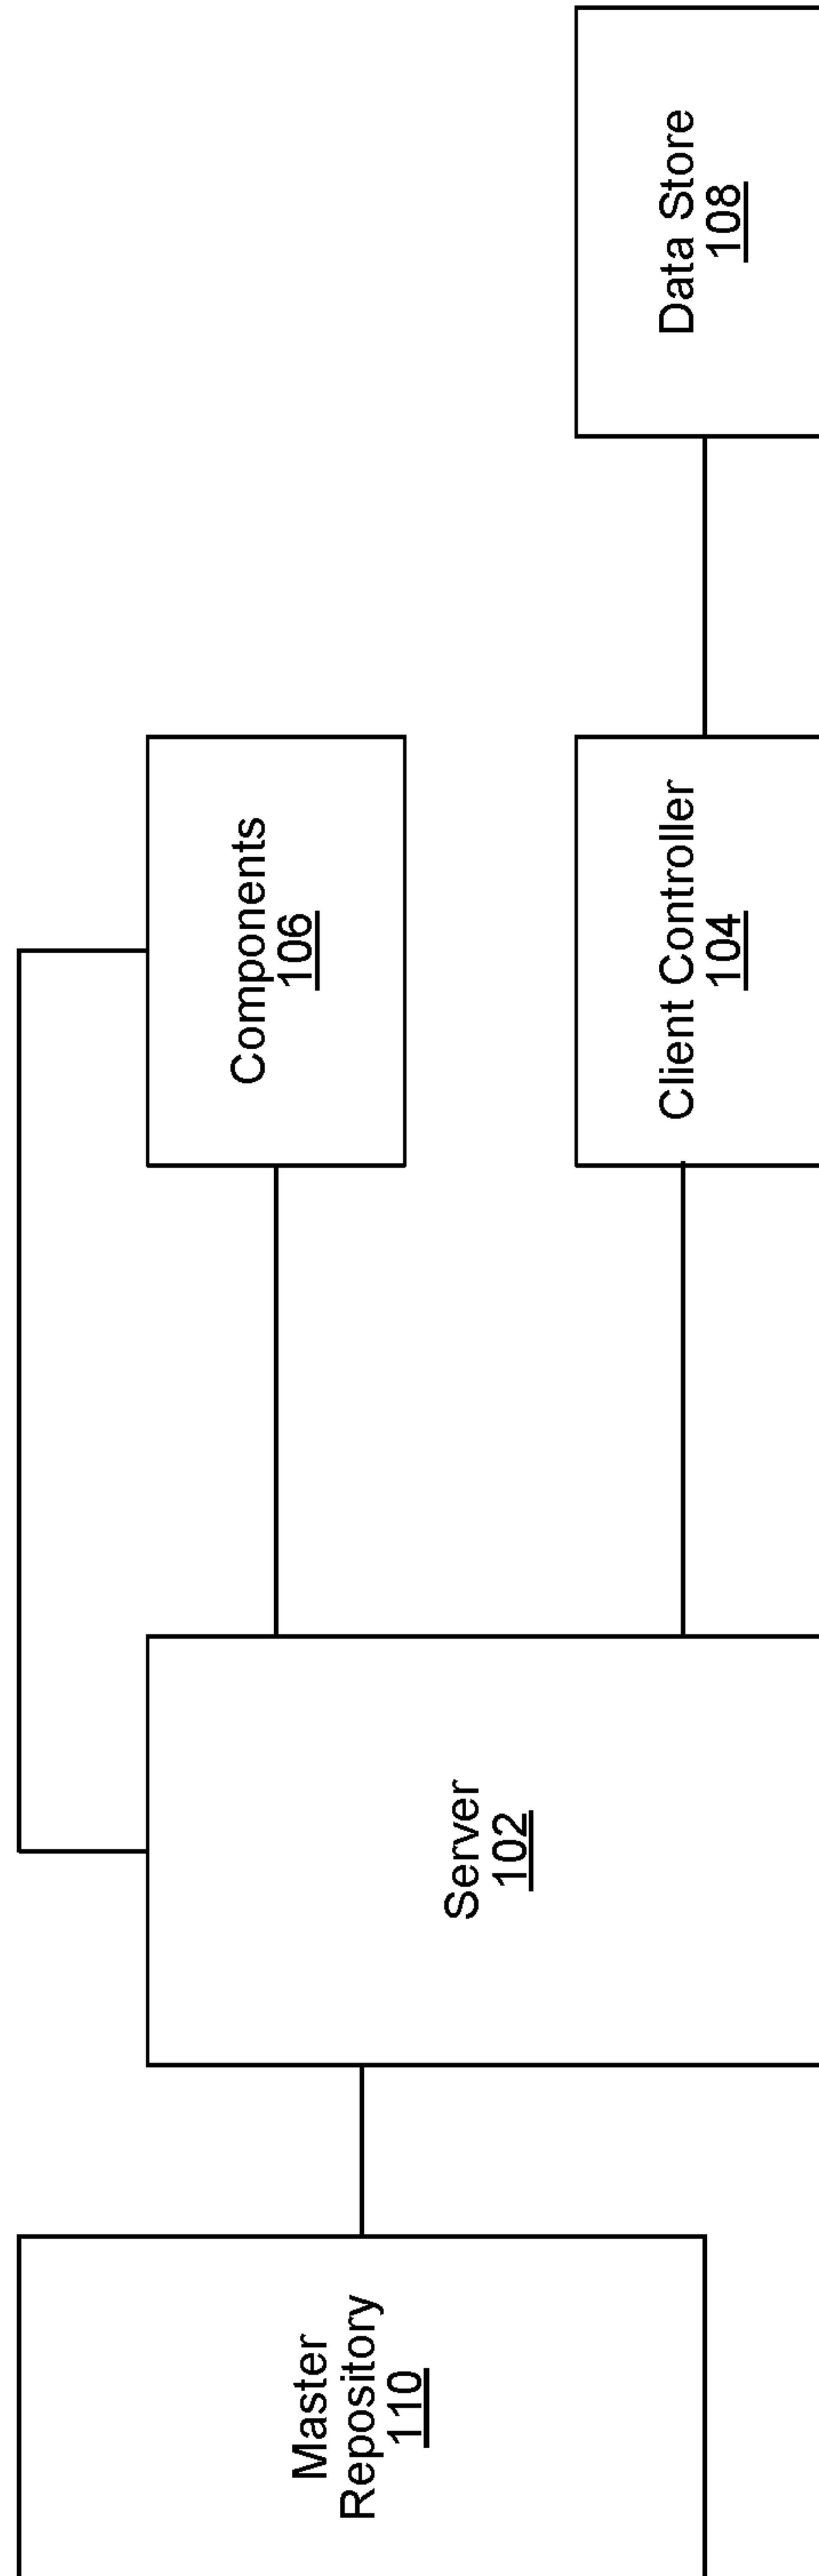 Master
Repository
110
Server
102
Components
106
Client Controller
104
Data Store
108